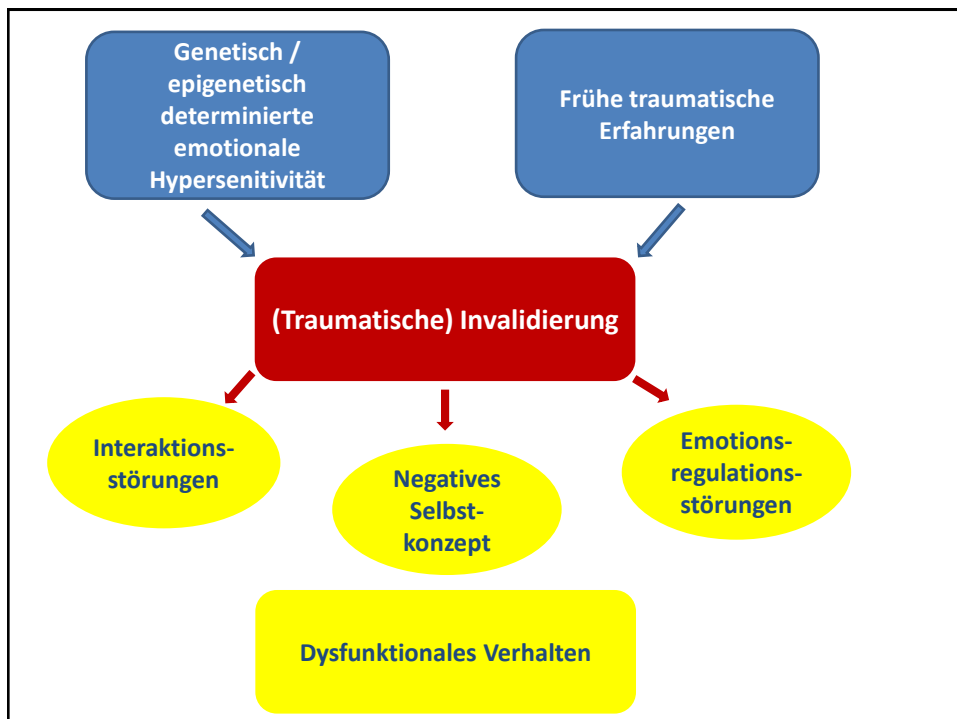 Genetisch /
epigenetisch
determinierte
emotionale
Hypersenitivität
Frühe traumatische
Erfahrungen
(Traumatische) Invalidierung
Interaktions-
störungen
Negatives
Selbst-
konzept
Emotions-
regulations-
störungen
Dysfunktionales Verhalten